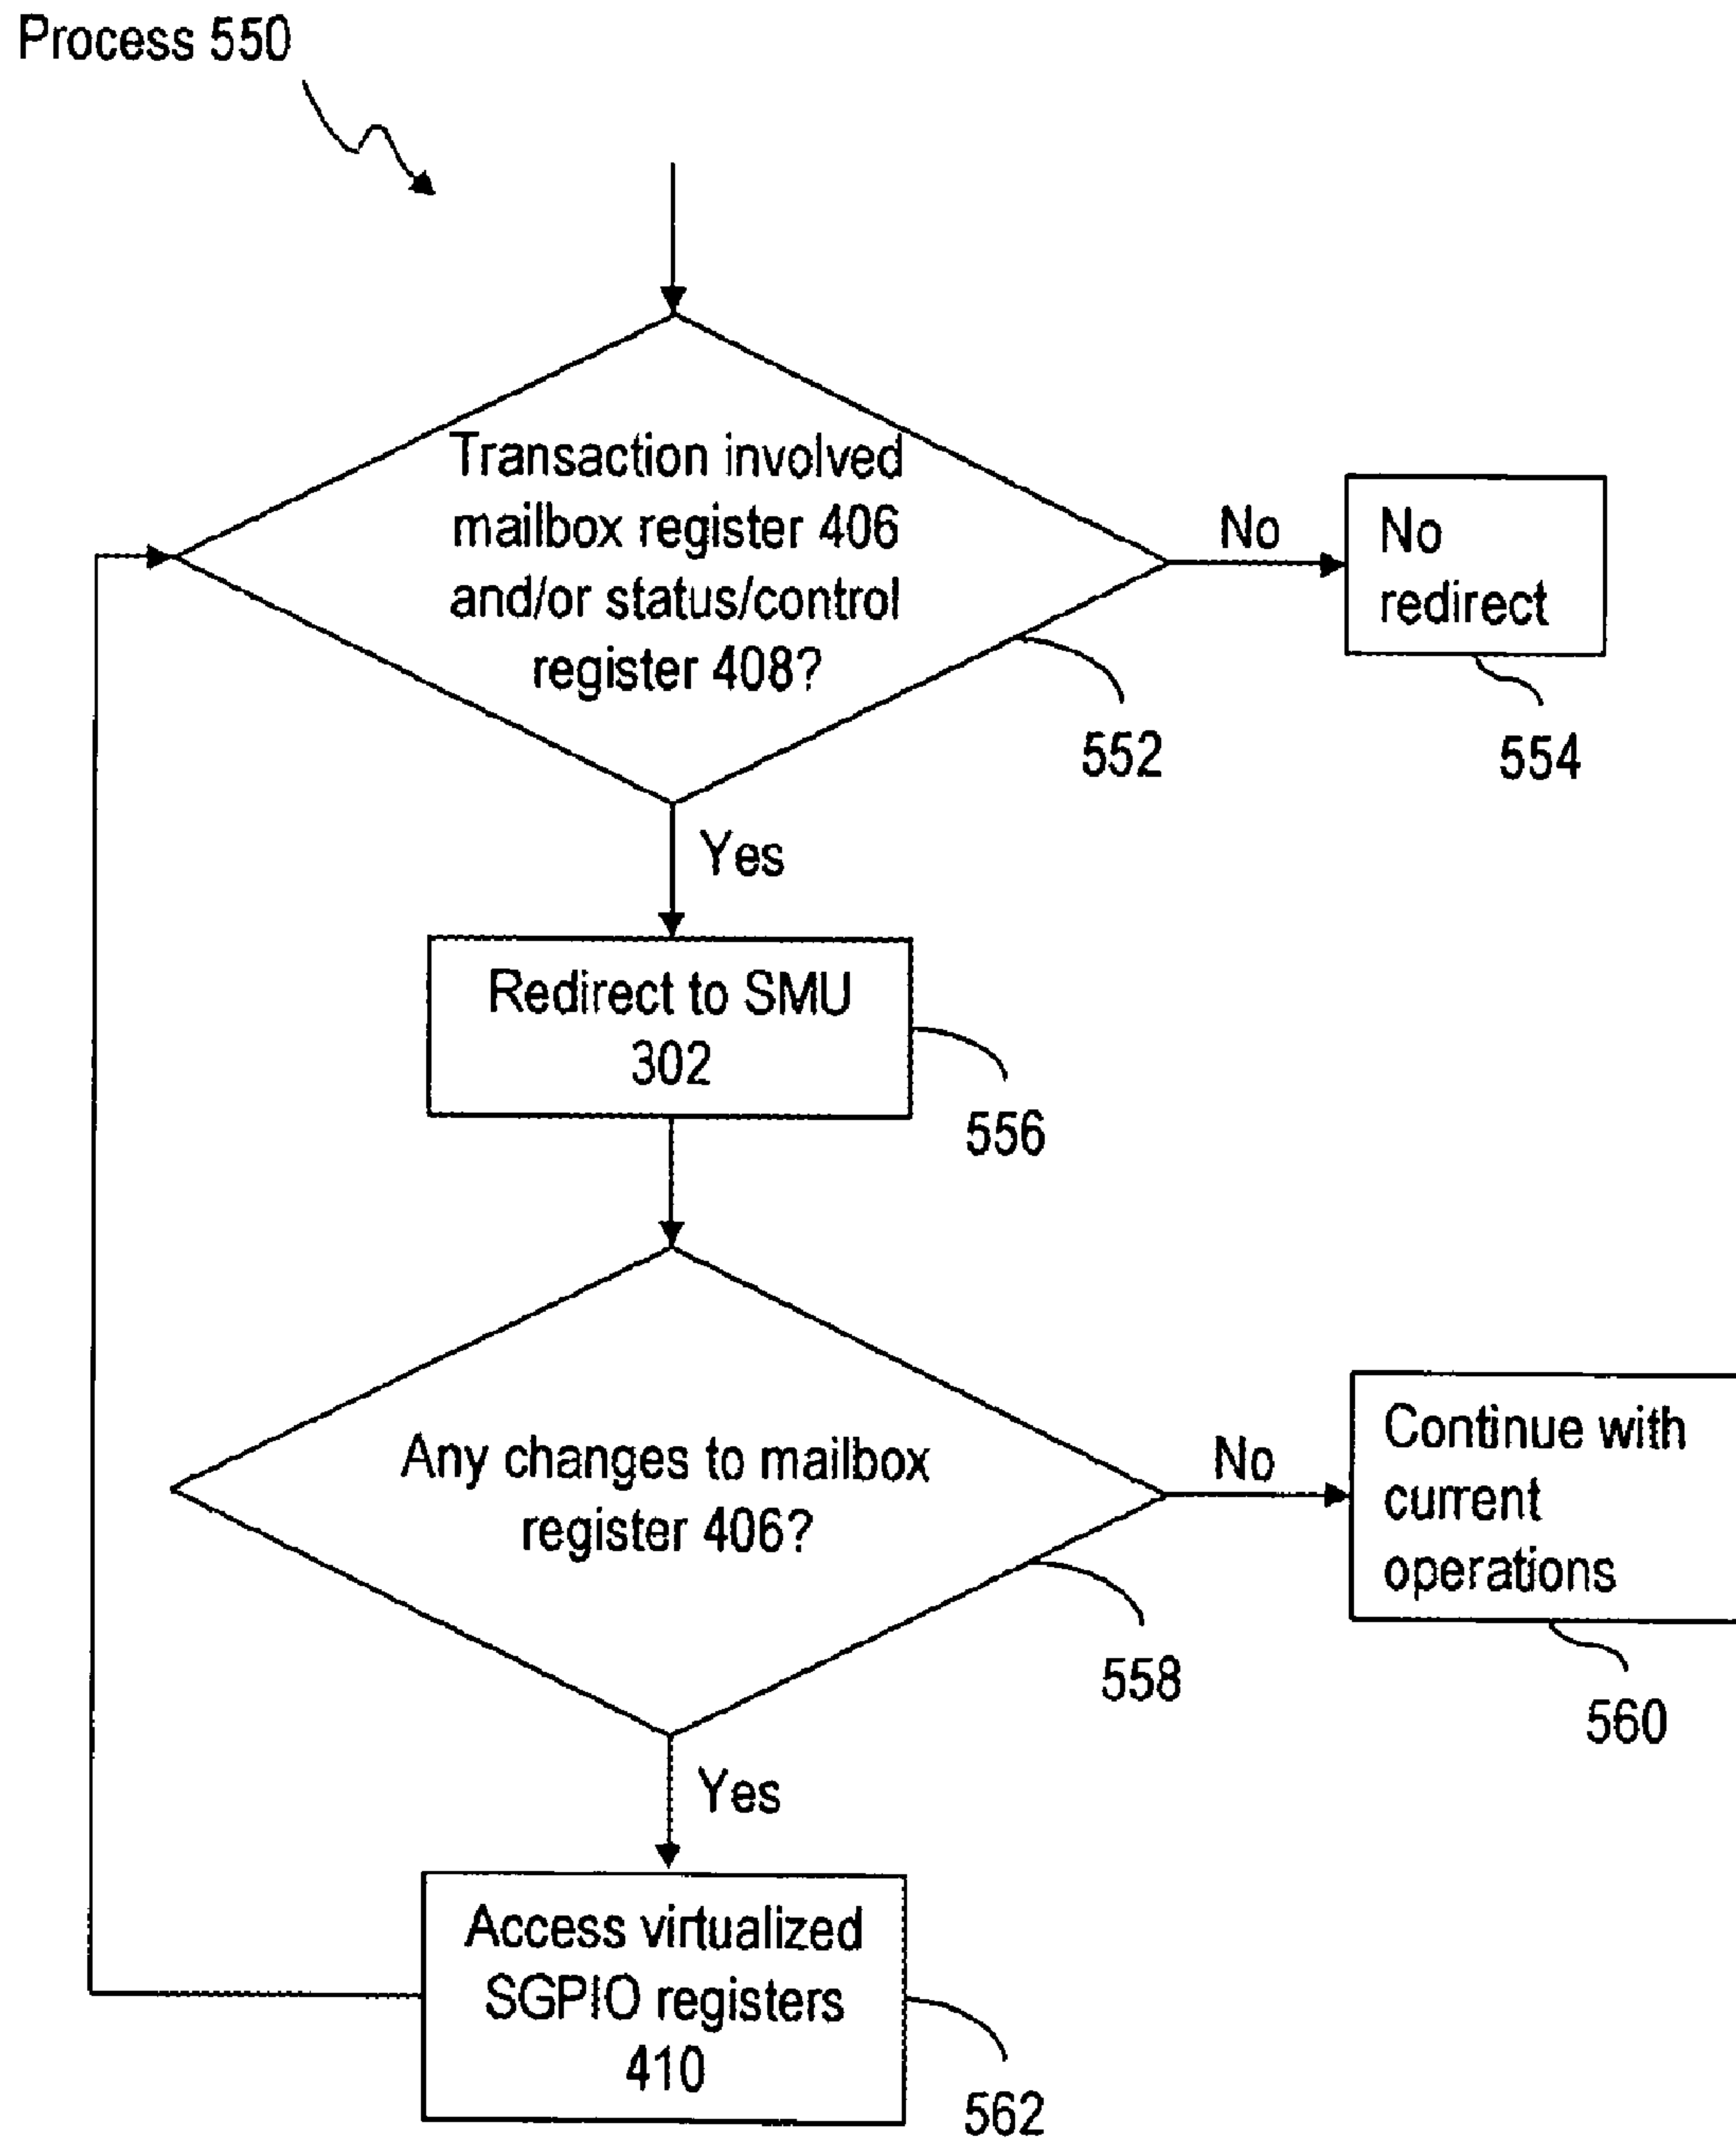 Process 550
Transaction involved
mailbox register 406
and/or status/control
register 408?
552
No
No
redirect
554
Yes
Redirect to SMU
302
556
Any changes to mailbox
register 406?
558
No
Continue with
current
operations
560
Yes
Access virtualized
SGPIO registers
410
562